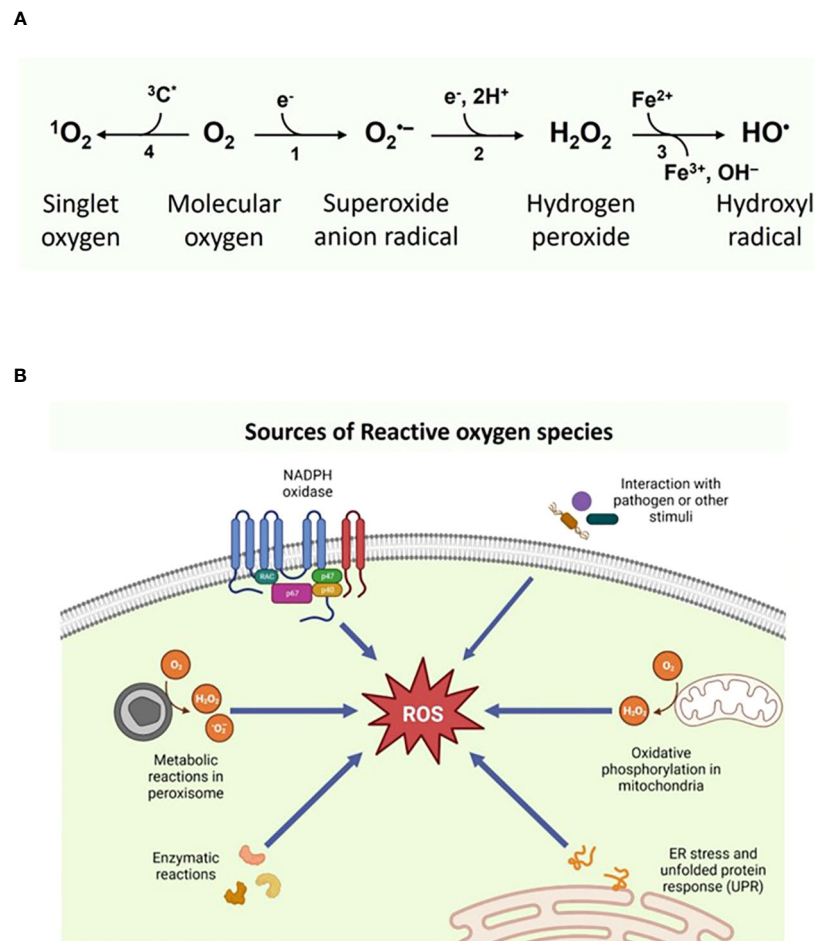 A
³C*
e⁻
e⁻, 2H⁺
Fe²⁺
¹O₂
O₂
O₂•−
H₂O₂
HO•
4
1
2
3
Fe³⁺, OH⁻
Singlet
oxygen
Molecular
oxygen
Superoxide
anion radical
Hydrogen
peroxide
Hydroxyl
radical
B
Sources of Reactive oxygen species
NADPH
oxidase
Interaction with
pathogen or other
stimuli
RAC
p47
p67
p40
O₂
H₂O₂
·O₂⁻
Metabolic
reactions in
peroxisome
ROS
O₂
H₂O₂
Oxidative
phosphorylation in
mitochondria
Enzymatic
reactions
ER stress and
unfolded protein
response (UPR)